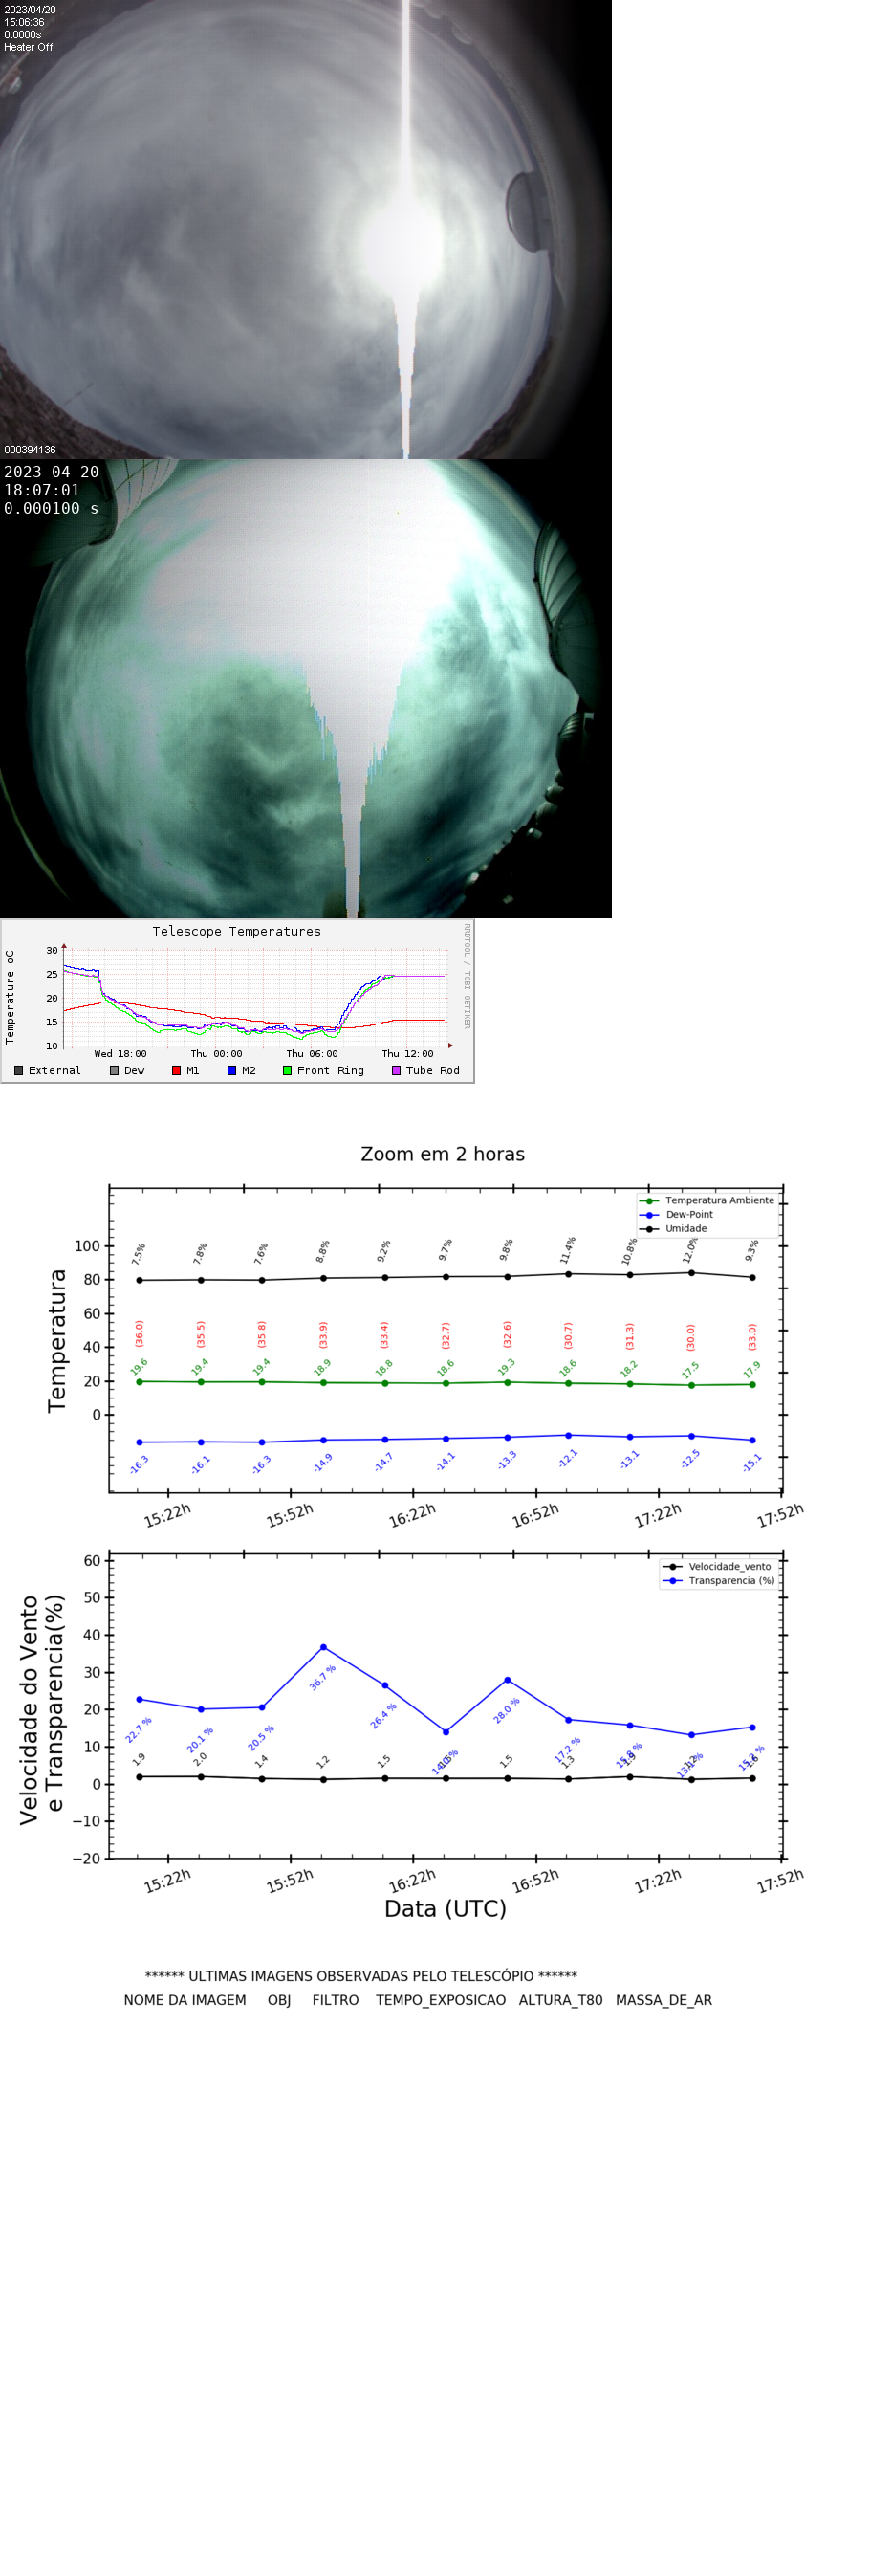 2023/04/20
15:06:36
0.0000s
Heater Off
000394136
2023-04-20
18:07:01
0.000100 s
Telescope Temperatures
RRDTOOL / TOBI OETIKER
Temperature oC
30
25
20
15
10
Wed 18:00 Thu 00:00 Thu 06:00 Thu 12:00
External Dew M1 M2 Front Ring Tube Rod
Zoom em 2 horas
Temperatura Ambiente
Dew-Point
Umidade
Temperatura
100
80
60
40
20
0
7.5% 7.8% 7.6% 8.8% 9.2% 9.7% 9.8% 11.4% 10.8% 12.0% 9.3%
(36.0) (35.5) (35.8) (33.9) (33.4) (32.7) (32.6) (30.7) (31.3) (30.0) (33.0)
19.6 19.4 19.4 18.9 18.8 18.6 19.3 18.6 18.2 17.5 17.9
-16.3 -16.1 -16.3 -14.9 -14.7 -14.1 -13.3 -12.1 -13.1 -12.5 -15.1
15:22h 15:52h 16:22h 16:52h 17:22h 17:52h
Velocidade_vento
Transparencia (%)
Velocidade do Vento
e Transparencia(%)
60
50
40
30
20
10
0
−10
−20
22.7 % 20.1 % 20.5 % 36.7 % 26.4 % 28.0 % 17.2 %
1.9 2.0 1.4 1.2 1.5 1.5 1.3
15:22h 15:52h 16:22h 16:52h 17:22h 17:52h
Data (UTC)
****** ULTIMAS IMAGENS OBSERVADAS PELO TELESCÓPIO ******
NOME DA IMAGEM OBJ FILTRO TEMPO_EXPOSICAO ALTURA_T80 MASSA_DE_AR